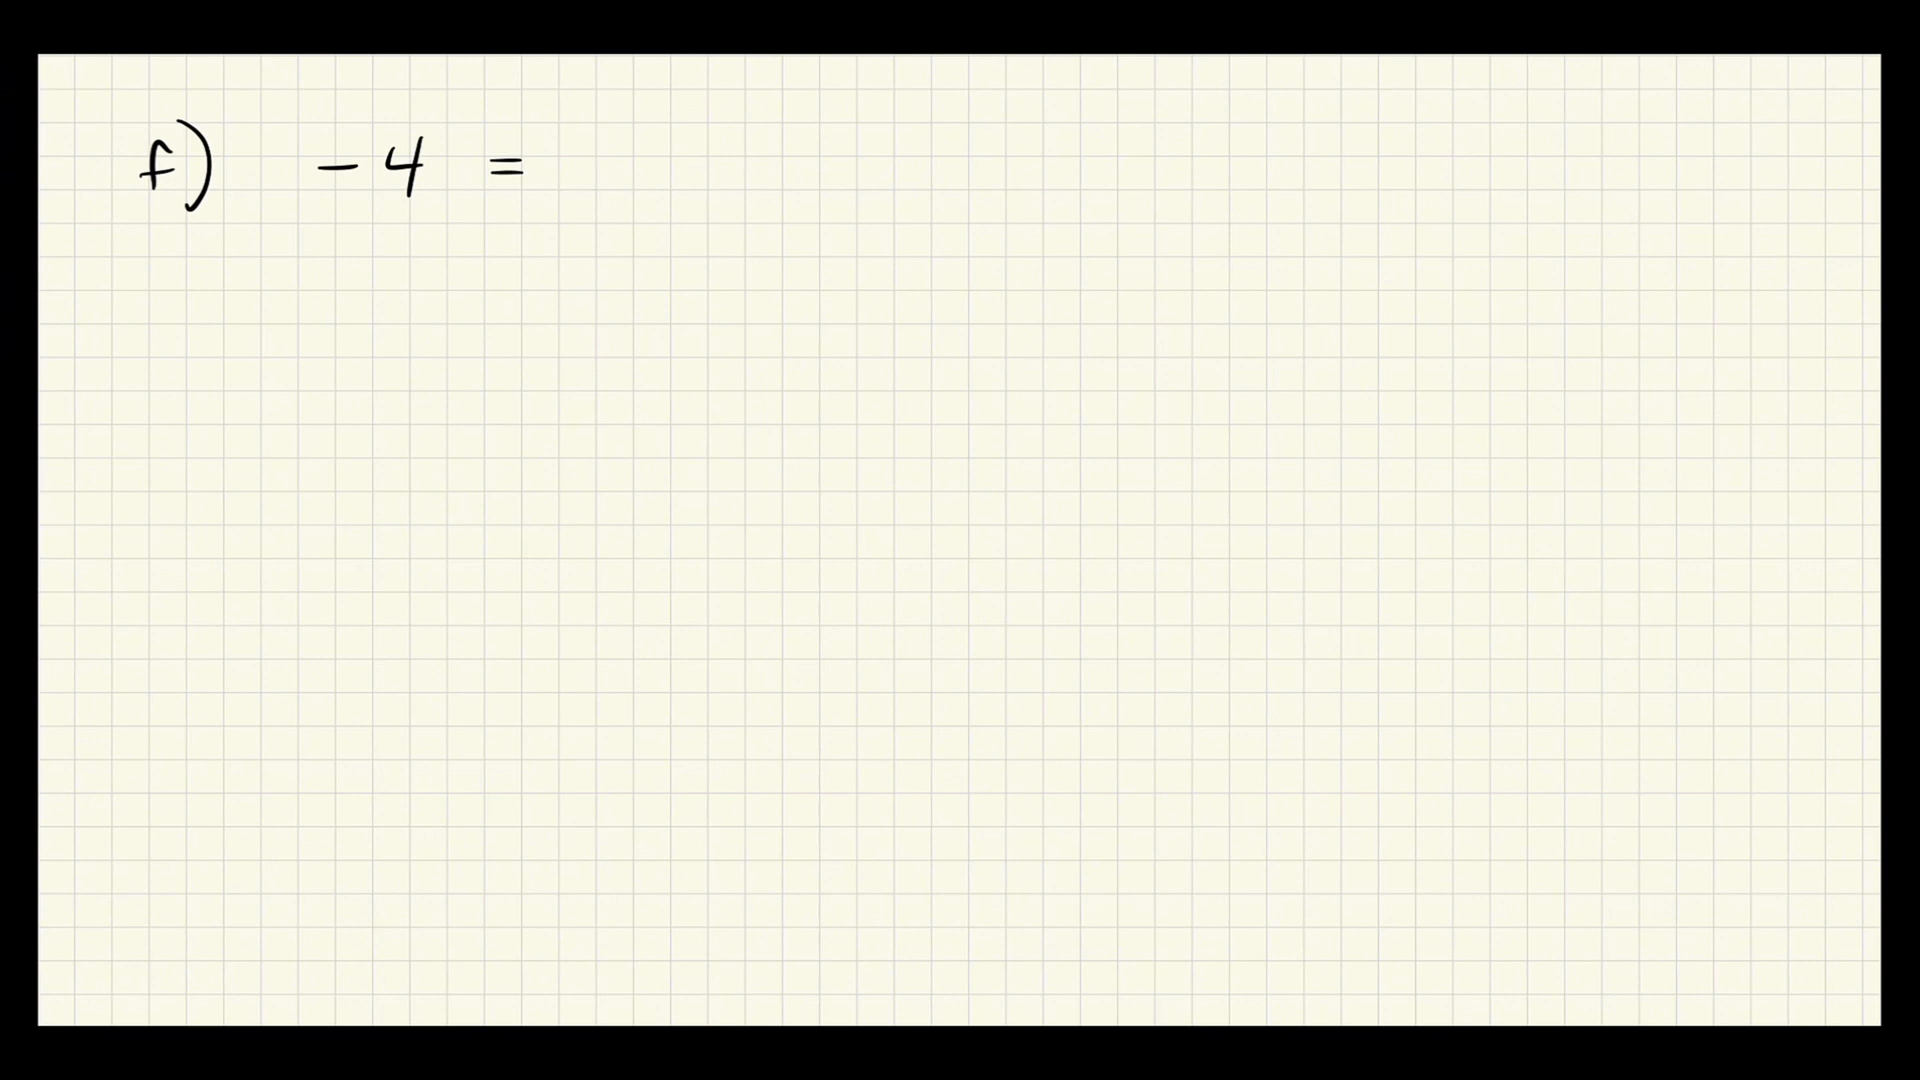 f) - 4 =